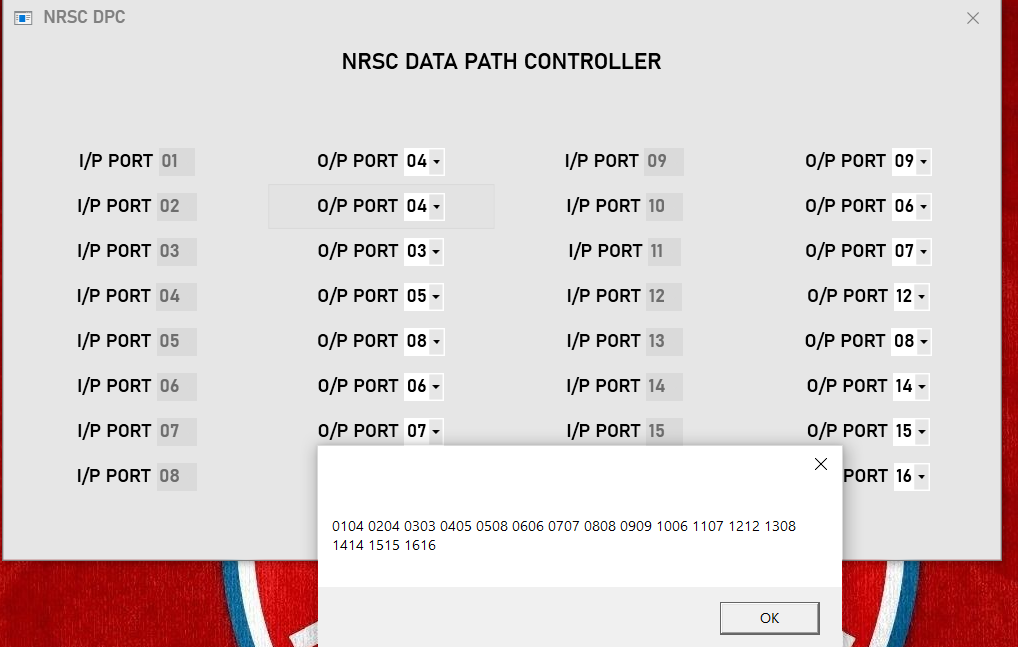 NRSC DPC
NRSC DATA PATH CONTROLLER
I/P PORT 01 O/P PORT 04 I/P PORT 09 O/P PORT 09
I/P PORT 02 O/P PORT 04 I/P PORT 10 O/P PORT 06
I/P PORT 03 O/P PORT 03 I/P PORT 11 O/P PORT 07
I/P PORT 04 O/P PORT 05 I/P PORT 12 O/P PORT 12
I/P PORT 05 O/P PORT 08 I/P PORT 13 O/P PORT 08
I/P PORT 06 O/P PORT 06 I/P PORT 14 O/P PORT 14
I/P PORT 07 O/P PORT 07 I/P PORT 15 O/P PORT 15
I/P PORT 08 PORT 16
0104 0204 0303 0405 0508 0606 0707 0808 0909 1006 1107 1212 1308
1414 1515 1616
OK